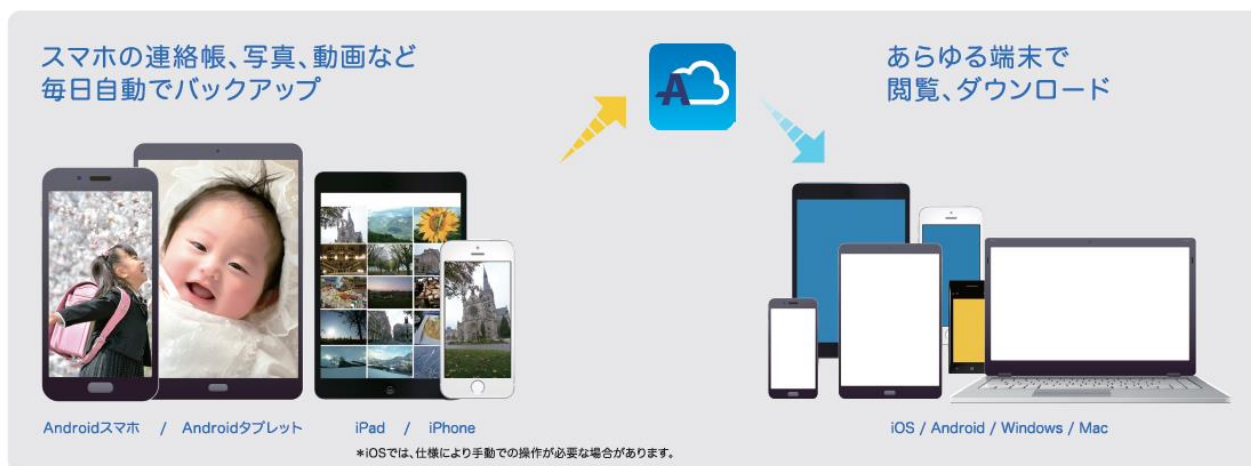 スマホの連絡帳、写真、動画など
毎日自動でバックアップ
A
あらゆる端末で
閲覧、ダウンロード
Androidスマホ / Androidタブレット
iPad / iPhone
*iOSでは、仕様により手動での操作が必要な場合があります。
iOS / Android / Windows / Mac